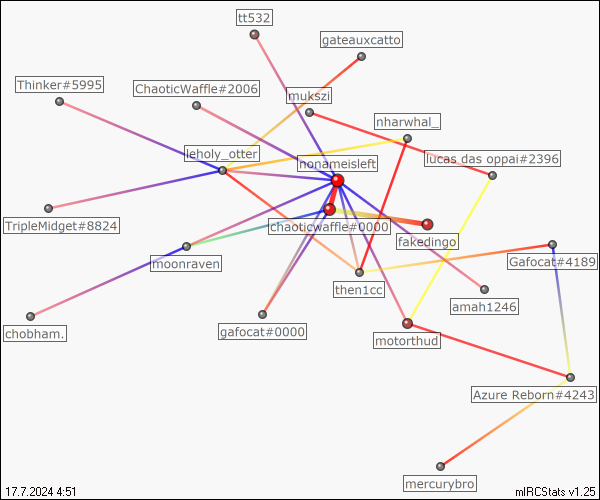 tt532
gateauxcatto
Thinker#5995
ChaoticWaffle#2006
mukszi
nharwhal_
leholy_otter
nonameisleft
lucas das oppai#2396
TripleMidget#8824
chaoticwaffle#0000
fakedingo
moonraven
Gafocat#4189
then1cc
amah1246
chobham.
gafocat#0000
motorthud
Azure Reborn#4243
mercurybro
17.7.2024 4:51
mIRCStats v1.25